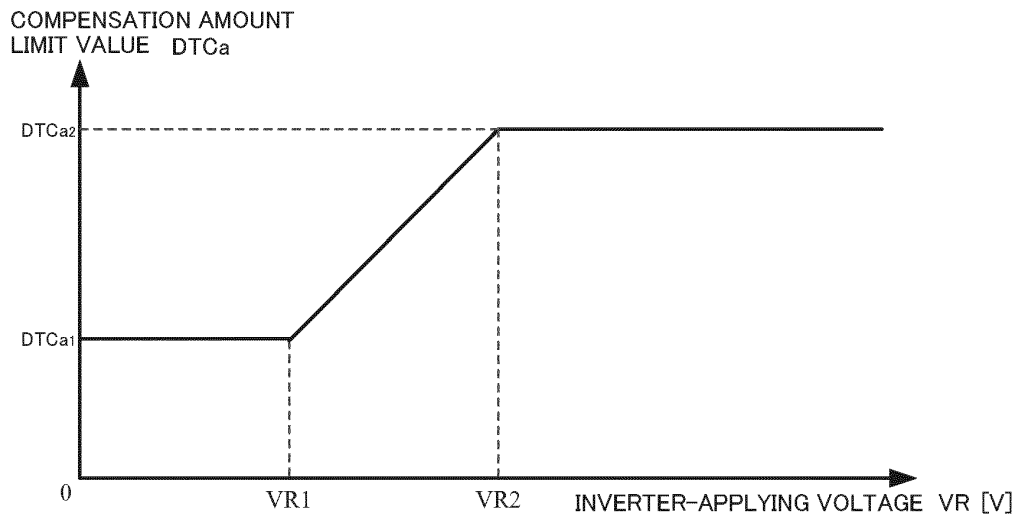 COMPENSATION AMOUNT
LIMIT VALUE DTCa
DTCa2
DTCa1
0
VR1
VR2
INVERTER-APPLYING VOLTAGE VR [V]